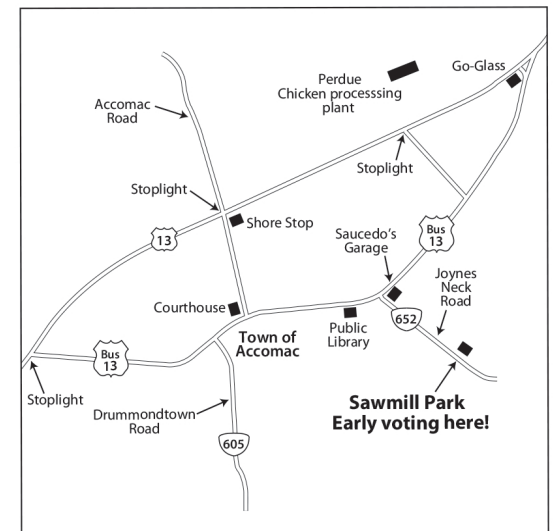 Go-Glass
Perdue
Chicken processsing
plant
Accomac
Road
Stoplight
Stoplight
Shore Stop
13
Bus
13
Saucedo's
Garage
Joynes
Neck
Road
Courthouse
652
Public
Library
Town of
Accomac
Bus
13
Stoplight
Drummondtown
Road
Sawmill Park
Early voting here!
605